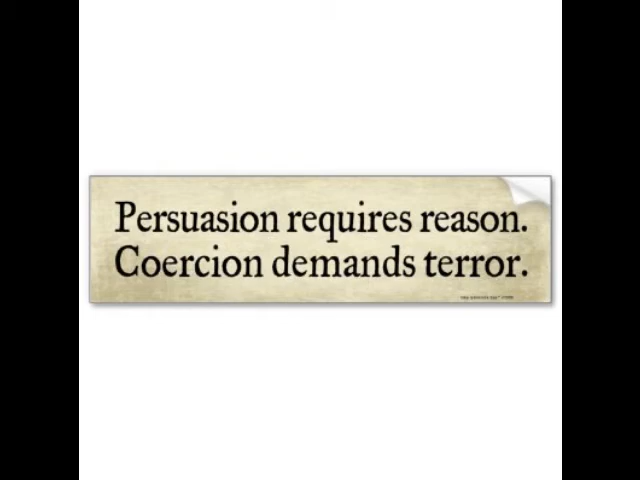 Persuasion requires reason.
Coercion demands terror.